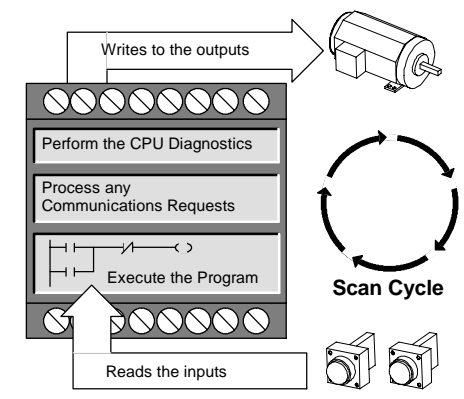 Writes to the outputs
Perform the CPU Diagnostics
Process any
Communications Requests
Execute the Program
Scan Cycle
Reads the inputs